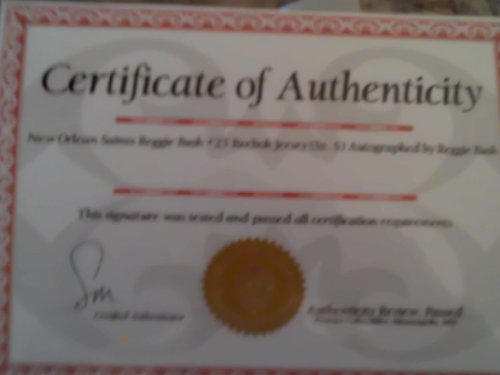 Certificate of Authenticity
New Orleans Saints Reggie Bush • 25 Reebok Jersey (Sz. 5) Autographed by Reggie Bush
This signature was tested and passed all certification requirements
Certified Authenticator
Authenticity Review: Passed